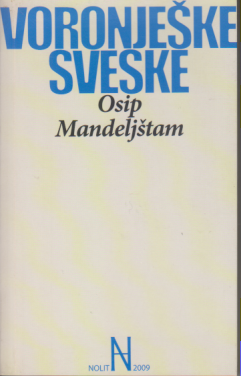 VORONJEŠKE
SVESKE
Osip
Mandeljštam
NOLIT N 2009